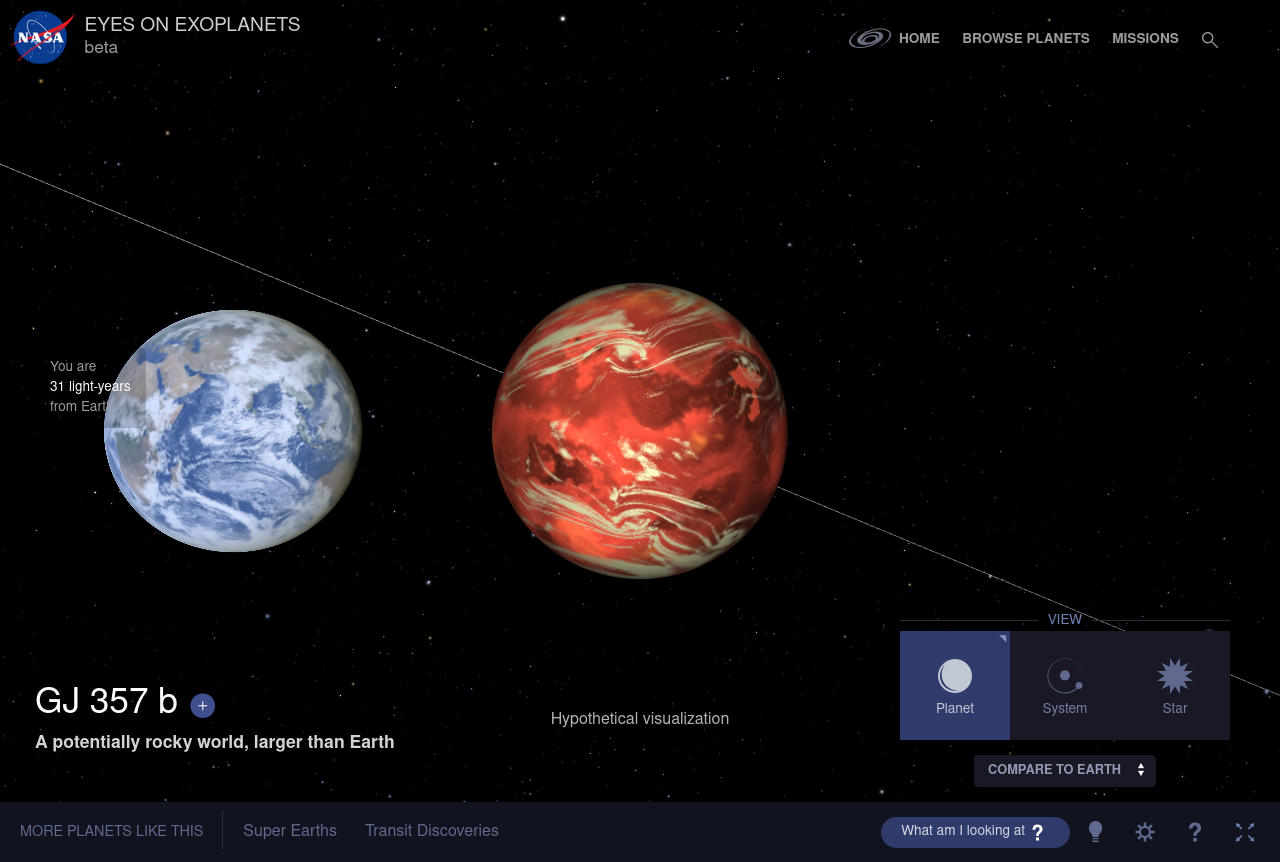 NASA
EYES ON EXOPLANETS
beta
HOME
BROWSE PLANETS
MISSIONS
You are
31 light-years
from Earth
GJ 357 b
+
A potentially rocky world, larger than Earth
Hypothetical visualization
VIEW
Planet
System
Star
COMPARE TO EARTH
MORE PLANETS LIKE THIS
Super Earths
Transit Discoveries
What am I looking at ?
?